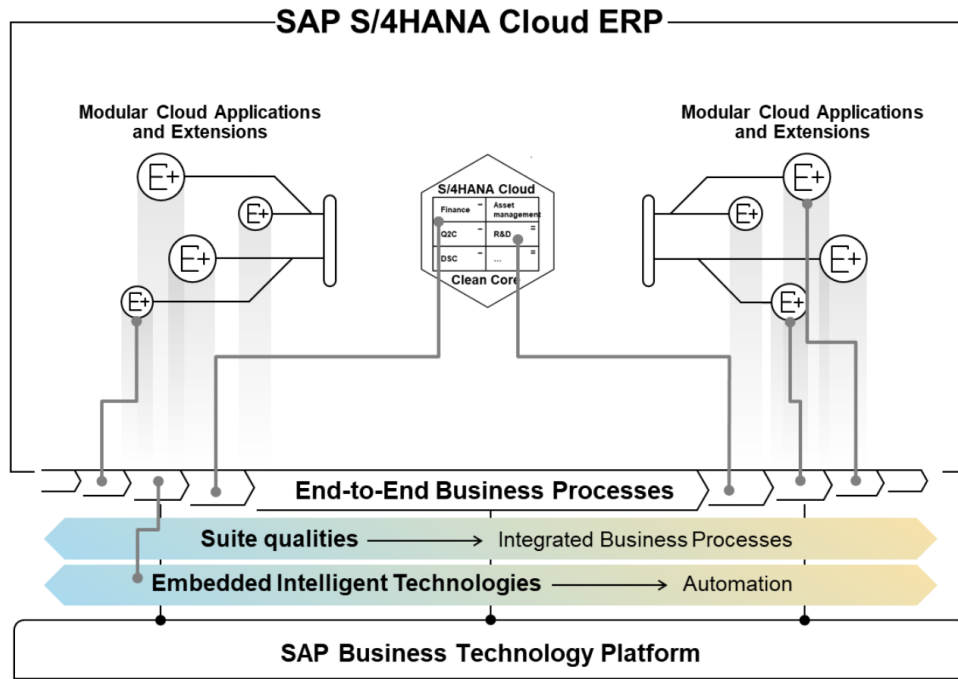 SAP S/4HANA Cloud ERP
Modular Cloud Applications
and Extensions
Modular Cloud Applications
and Extensions
E+
E+
E+
E+
S/4HANA Cloud
Finance
Asset
management
Q2C
R&D
DSC
...
Clean Core
E+
E+
E+
E+
End-to-End Business Processes
Suite qualities
Integrated Business Processes
Embedded Intelligent Technologies
Automation
SAP Business Technology Platform